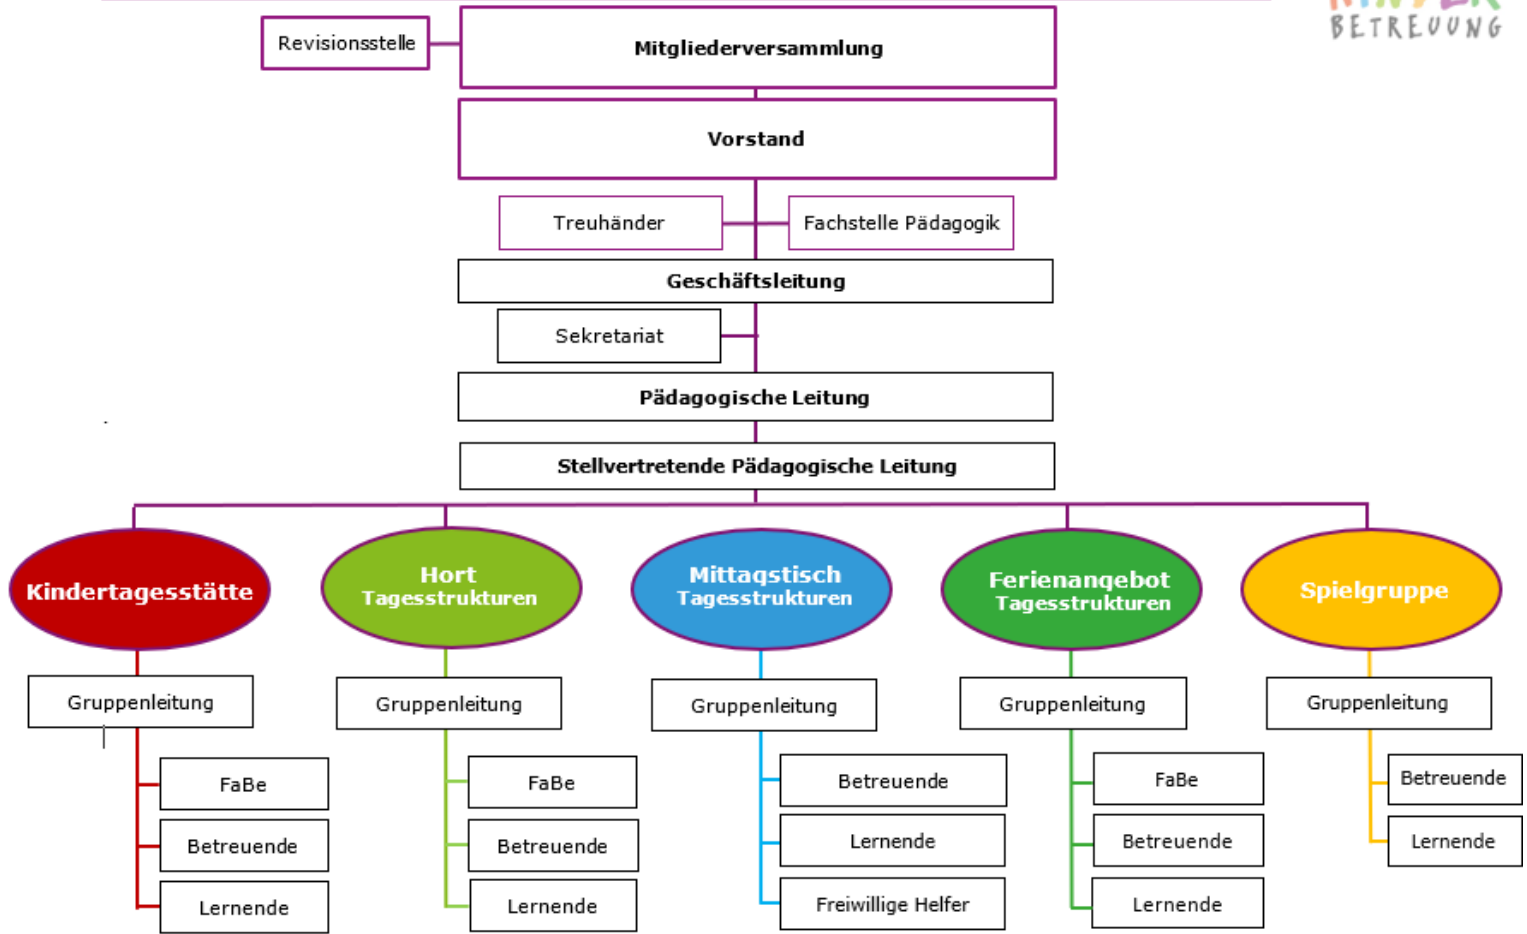 KINDER
BETREUUNG
Revisionsstelle
Mitgliederversammlung
Vorstand
Treuhänder
Fachstelle Pädagogik
Geschäftsleitung
Sekretariat
Pädagogische Leitung
Stellvertretende Pädagogische Leitung
Kindertagesstätte
Hort
Tagesstrukturen
Mittagstisch
Tagesstrukturen
Ferienangebot
Tagesstrukturen
Spielgruppe
Gruppenleitung
Gruppenleitung
Gruppenleitung
Gruppenleitung
Gruppenleitung
FaBe
Betreuende
Lernende
FaBe
Betreuende
Lernende
Betreuende
Lernende
Freiwillige Helfer
FaBe
Betreuende
Lernende
Betreuende
Lernende